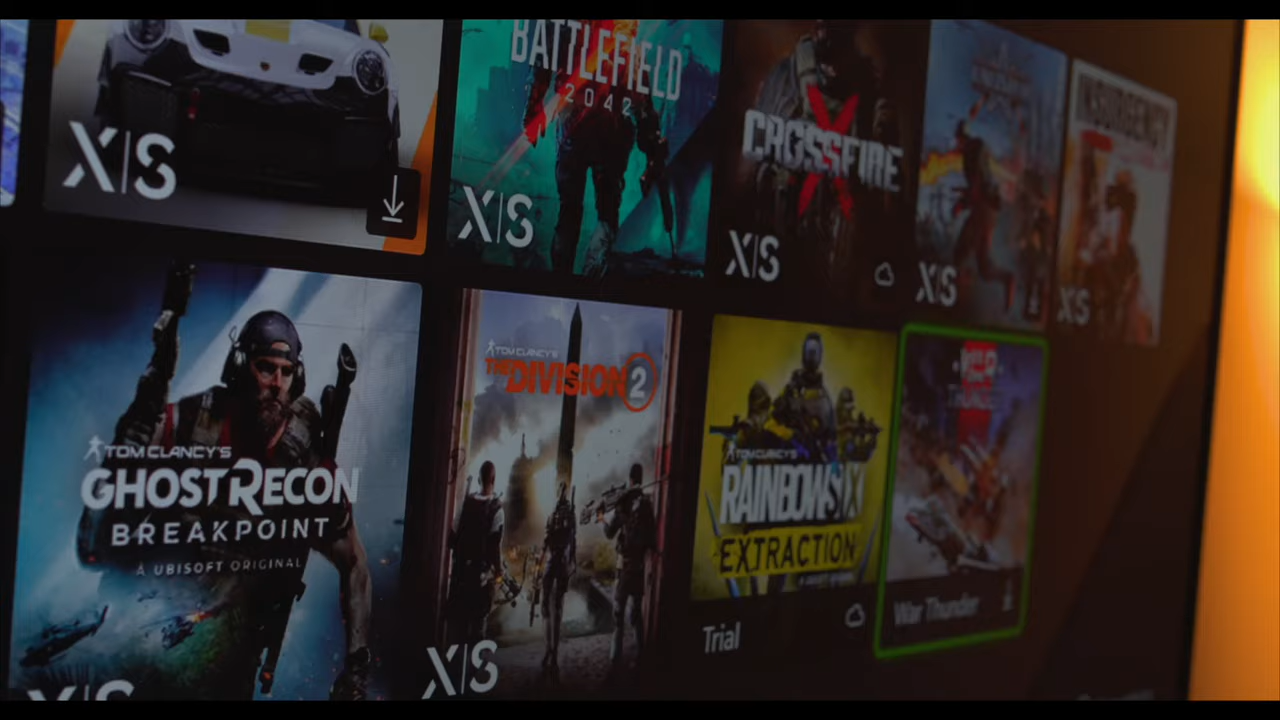 X|S
BATTLEFIELD
2042
X|S
CROSSFIRE
X
X|S
X|S
INSURGENCY
X|S
TOM CLANCY'S
GHOST RECON
BREAKPOINT
A UBISOFT ORIGINAL
X|S
TOM CLANCY'S
THE DIVISION 2
X|S
TOM CLANCY'S
RAINBOW SIX
EXTRACTION
Trial
War Thunder